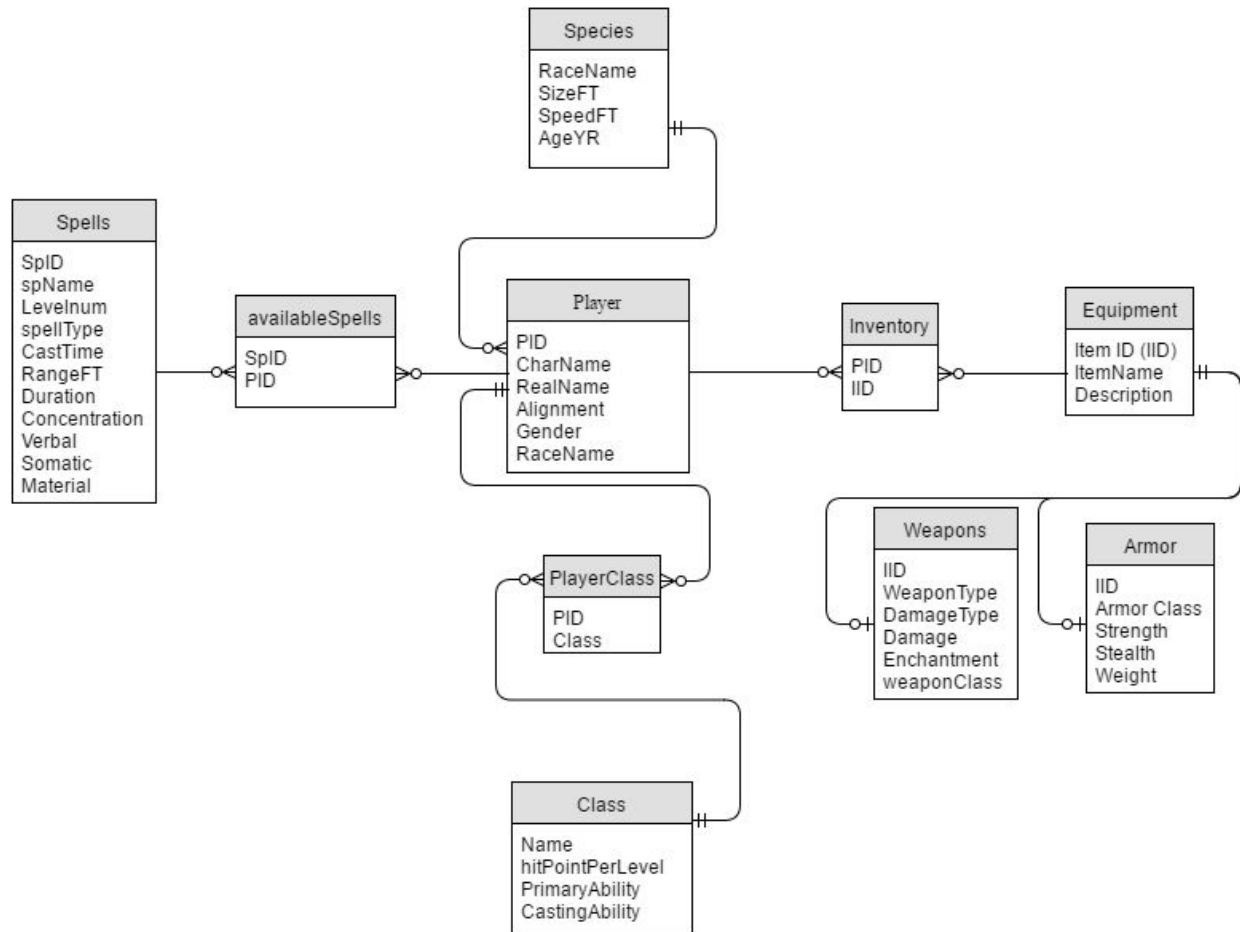 Species
RaceName
SizeFT
SpeedFT
AgeYR
Spells
SpID
spName
Levelnum
spellType
CastTime
RangeFT
Duration
Concentration
Verbal
Somatic
Material
availableSpells
SpID
PID
Player
PID
CharName
RealName
Alignment
Gender
RaceName
Inventory
PID
IID
Equipment
Item ID (IID)
ItemName
Description
PlayerClass
PID
Class
Weapons
IID
WeaponType
DamageType
Damage
Enchantment
weaponClass
Armor
IID
Armor Class
Strength
Stealth
Weight
Class
Name
hitPointPerLevel
PrimaryAbility
CastingAbility